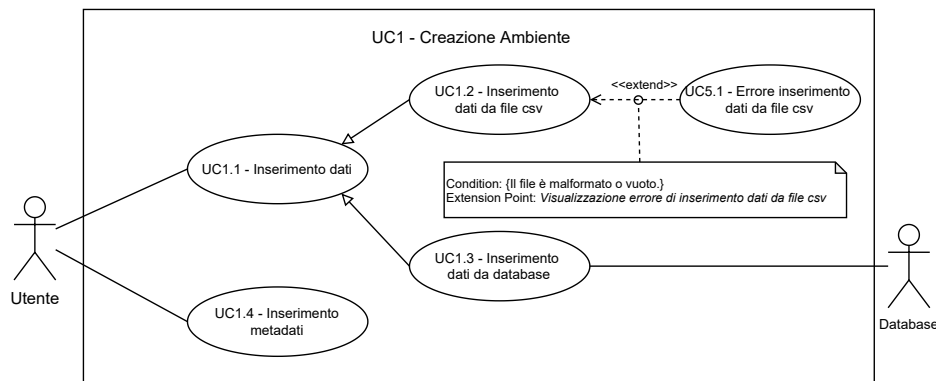 UC1 - Creazione Ambiente
<<extend>>
UC1.2 - Inserimento
dati da file csv
UC5.1 - Errore inserimento
dati da file csv
UC1.1 - Inserimento dati
Condition: {Il file è malformato o vuoto.}
Extension Point: Visualizzazione errore di inserimento dati da file csv
UC1.3 - Inserimento
dati da database
Utente
UC1.4 - Inserimento
metadati
Database